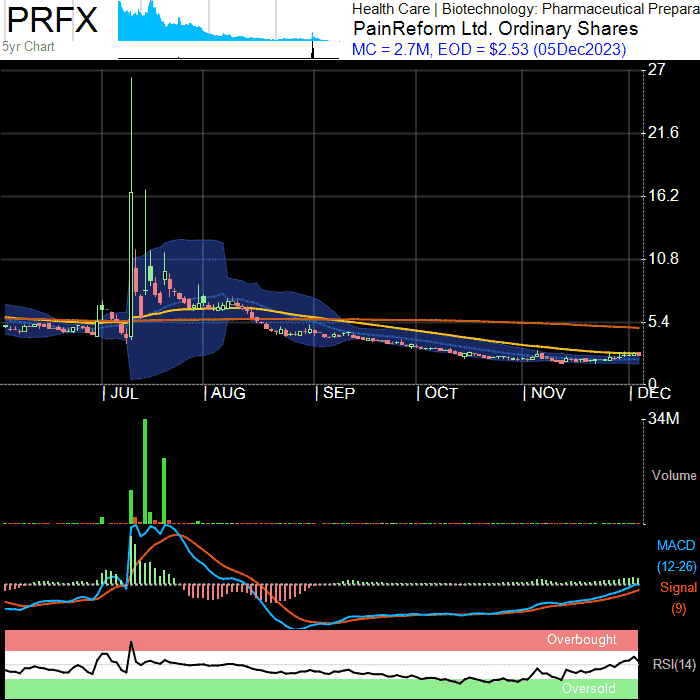 PRFX
5yr Chart
Health Care | Biotechnology: Pharmaceutical Prepara
PainReform Ltd. Ordinary Shares
MC = 2.7M, EOD = $2.53 (05Dec2023)
27
21.6
16.2
10.8
5.4
0
JUL AUG SEP OCT NOV DEC
34M
Volume
MACD
(12-26)
Signal
(9)
Overbought
RSI(14)
Oversold